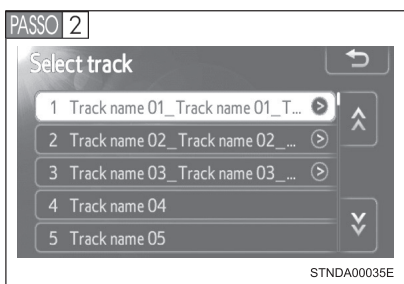 PASSO 2
Select track
1 Track name 01_Track name 01_T...
2 Track name 02_Track name 02_...
3 Track name 03_Track name 03_...
4 Track name 04
5 Track name 05
STNDA00035E